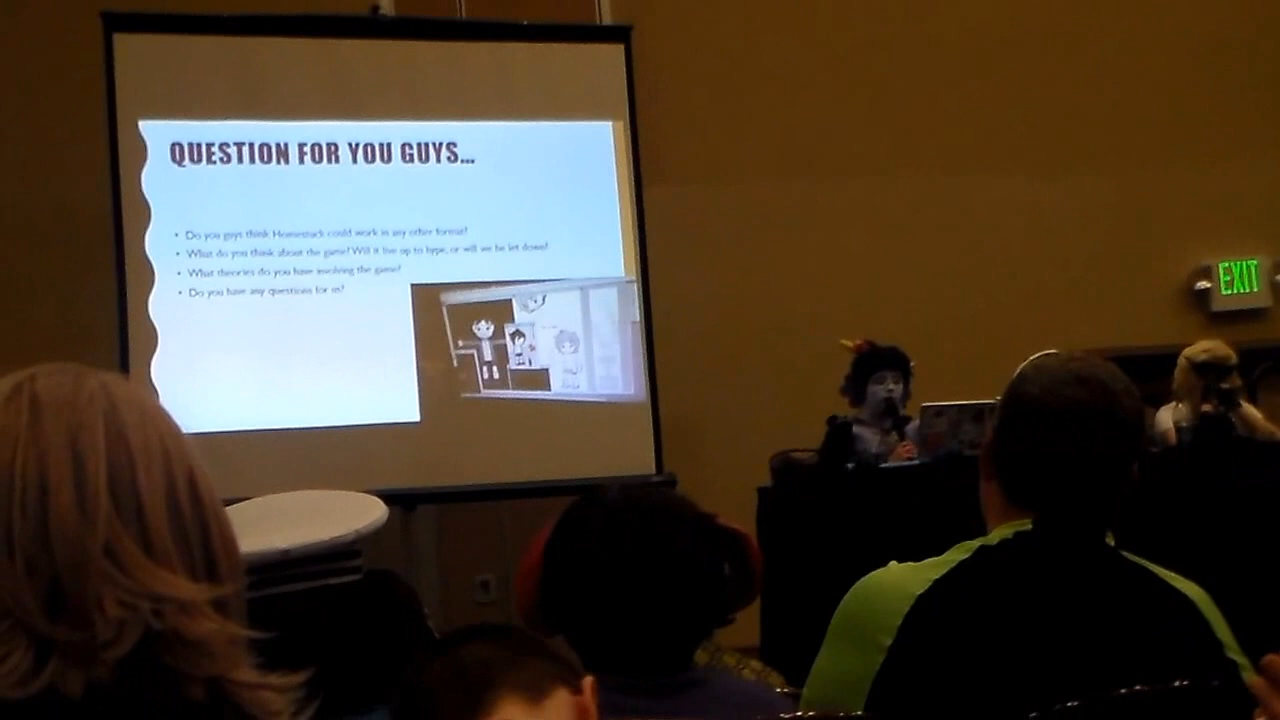 QUESTION FOR YOU GUYS...
• Do you guys think Homestuck could work in any other format?
• What do you think about the game? Will it live up to hype, or will we be let down?
• What theories do you have involving the game?
• Do you have any questions for us?
EXIT